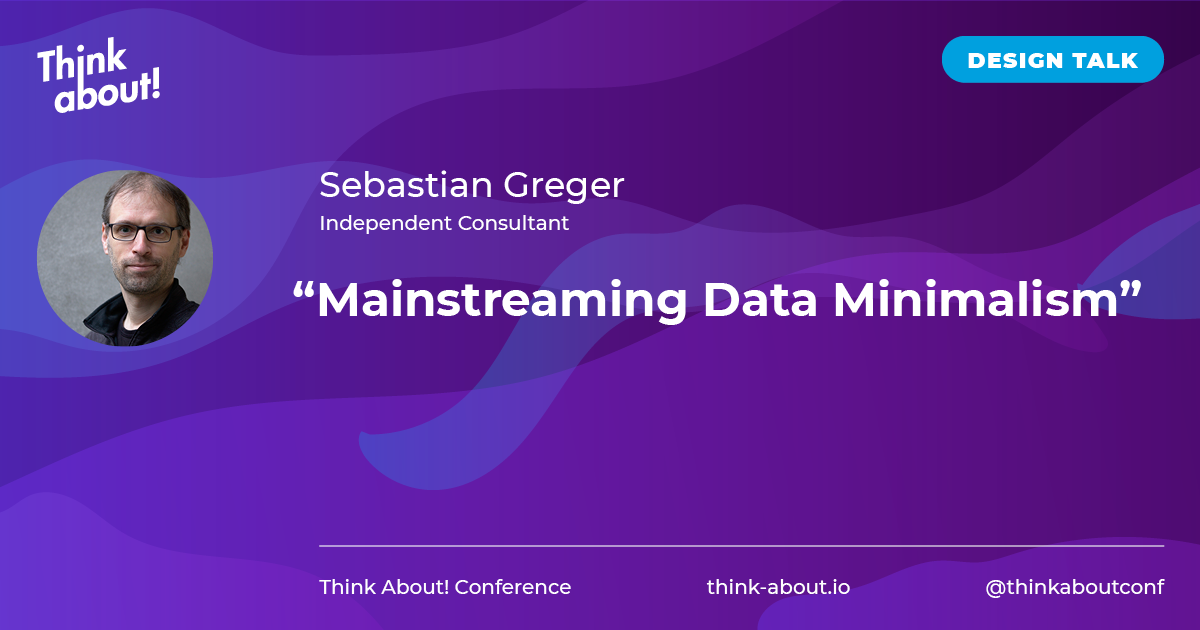 Think
about!
DESIGN TALK
Sebastian Greger
Independent Consultant
“Mainstreaming Data Minimalism”
Think About! Conference
think-about.io
@thinkaboutconf